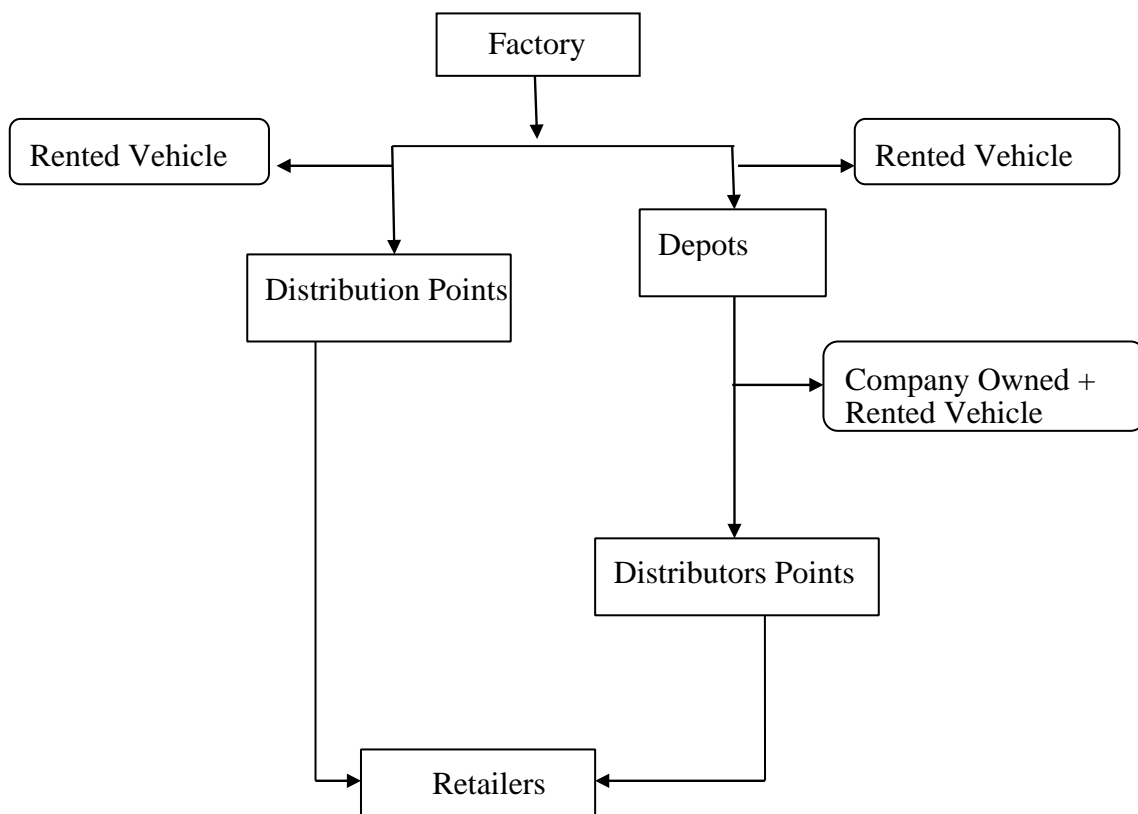 Factory
Rented Vehicle
Rented Vehicle
Depots
Distribution Points
Company Owned +
Rented Vehicle
Distributors Points
Retailers